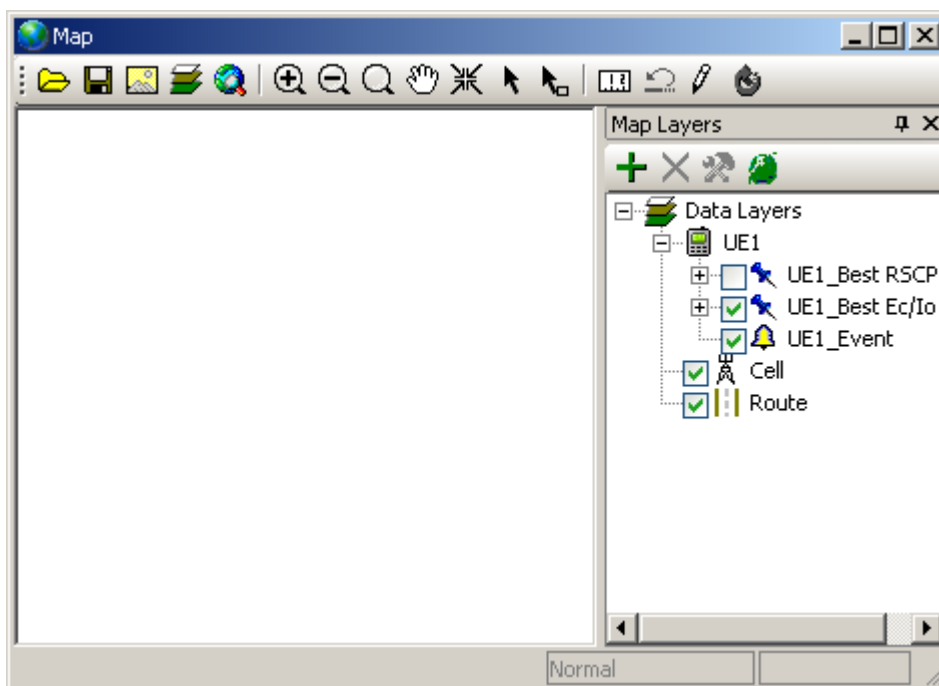 Map
Map Layers
Data Layers
UE1
UE1_Best RSCP
UE1_Best Ec/Io
UE1_Event
Cell
Route
Normal